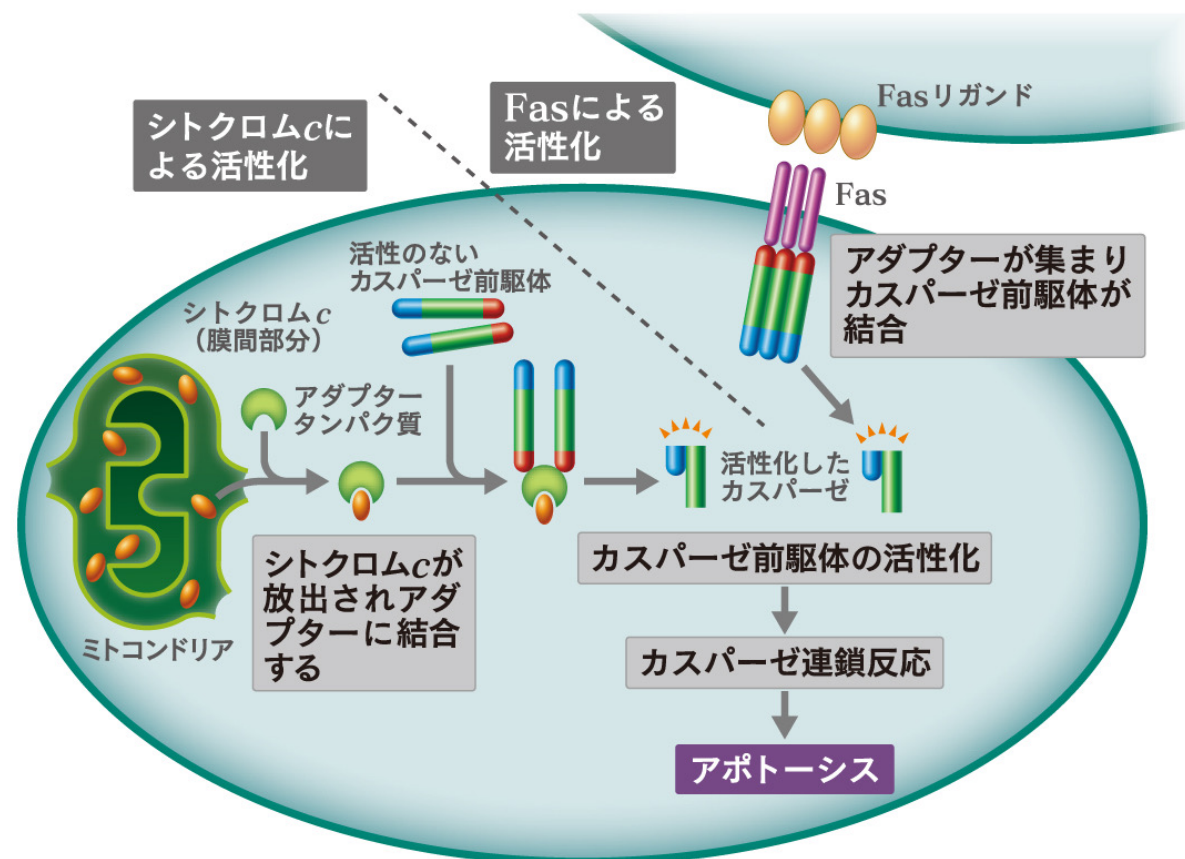 シトクロムcに
よる活性化
Fasによる
活性化
Fasリガンド
Fas
アダプターが集まり
カスパーゼ前駆体が
結合
活性のない
カスパーゼ前駆体
シトクロムc
（膜間部分）
アダプター
タンパク質
活性化した
カスパーゼ
ミトコンドリア
シトクロムcが
放出されアダ
プターに結合
する
カスパーゼ前駆体の活性化
カスパーゼ連鎖反応
アポトーシス